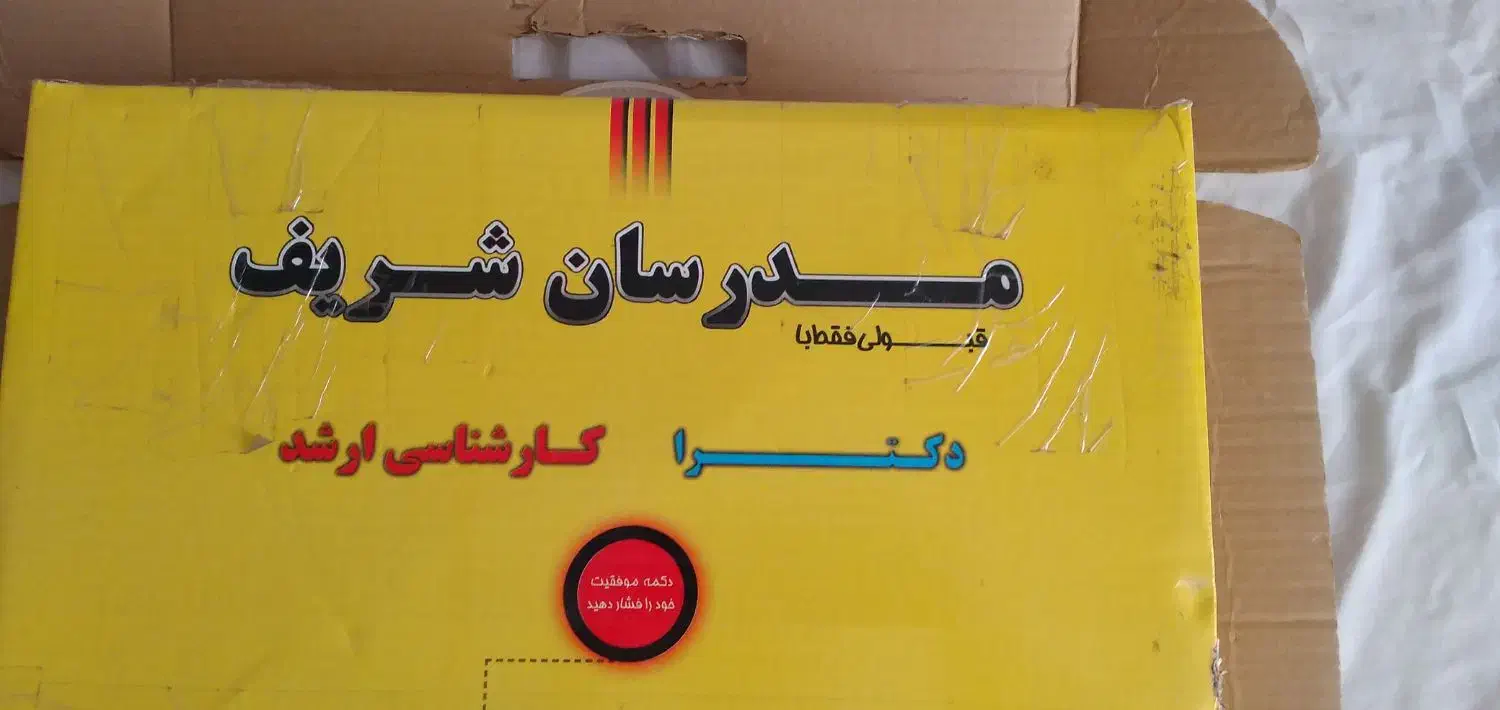 مدرسان شریف
قبولی فقط با
دکترا کارشناسی ارشد
دکمه موفقیت
خود را فشار دهید